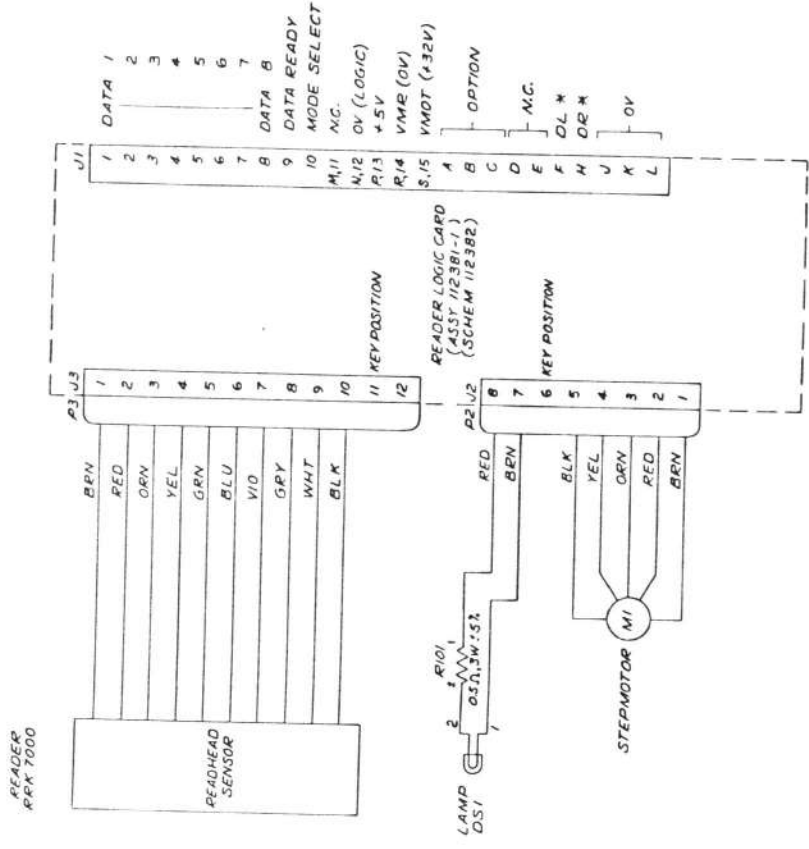 READER
RRK 7000
READHEAD
SENSOR
BRN
RED
ORN
YEL
GRN
BLU
VIO
GRY
WHT
BLK
P3 J3
1
2
3
4
5
6
7
8
9
10
11 KEY POSITION
12
J1
1 DATA 1
2 2
3 3
4 4
5 5
6 6
7 7
8 DATA 8
9 DATA READY
10 MODE SELECT
M,11 N.C.
N,12 0V (LOGIC)
P,13 +5V
R,14 VMR (0V)
S,15 VMOT (+32V)
A
B OPTION
C
D
E N.C.
F DL *
H DR *
J
K 0V
L
READER LOGIC CARD
(ASSY 112381-1)
(SCHEM 112382)
LAMP
DS1
2
1
R101
2 1
0.5Ω, 3W ±5%
RED
BRN
P2 J2
8
7
6 KEY POSITION
5
4
3
2
1
BLK
YEL
ORN
RED
BRN
M1
STEPMOTOR